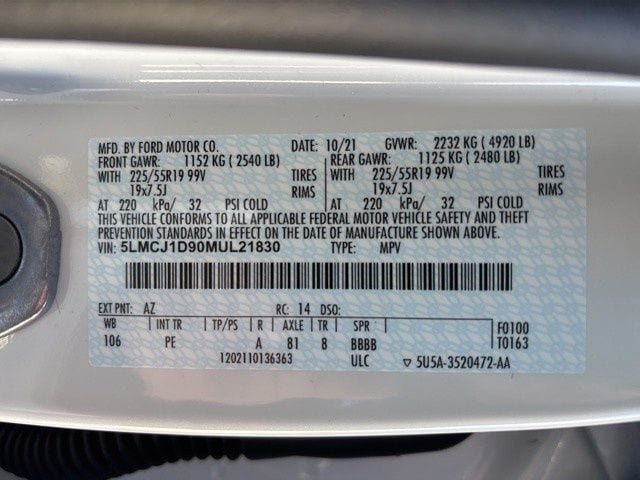 MFD. BY FORD MOTOR CO. DATE: 10/21 GVWR: 2232 KG ( 4920 LB)
FRONT GAWR: 1152 KG ( 2540 LB) REAR GAWR: 1125 KG ( 2480 LB)
WITH 225/55R19 99V TIRES WITH 225/55R19 99V TIRES
19x7.5J RIMS 19x7.5J RIMS
AT 220 kPa/ 32 PSI COLD AT 220 kPa/ 32 PSI COLD
THIS VEHICLE CONFORMS TO ALL APPLICABLE FEDERAL MOTOR VEHICLE SAFETY AND THEFT
PREVENTION STANDARDS IN EFFECT ON THE DATE OF MANUFACTURE SHOWN ABOVE.
VIN: 5LMCJ1D90MUL21830 TYPE: MPV
EXT PNT: AZ RC: 14 DSO:
WB INT TR TP/PS R AXLE TR SPR F0100
106 PE A 81 8 BBBB T0163
1202110136363 ULC ▽ 5U5A-3520472-AA